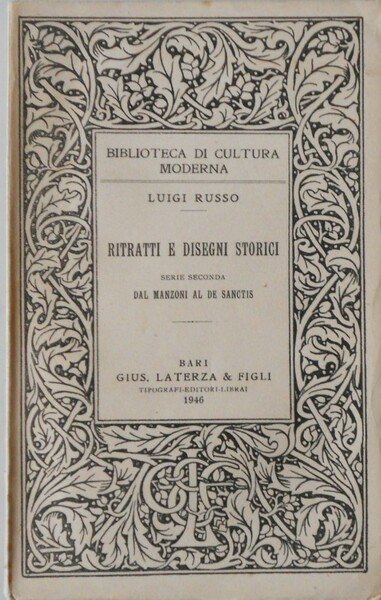 BIBLIOTECA DI CULTURA
MODERNA
LUIGI RUSSO
RITRATTI E DISEGNI STORICI
SERIE SECONDA
DAL MANZONI AL DE SANCTIS
BARI
GIUS. LATERZA & FIGLI
TIPOGRAFI-EDITORI-LIBRAI
1946